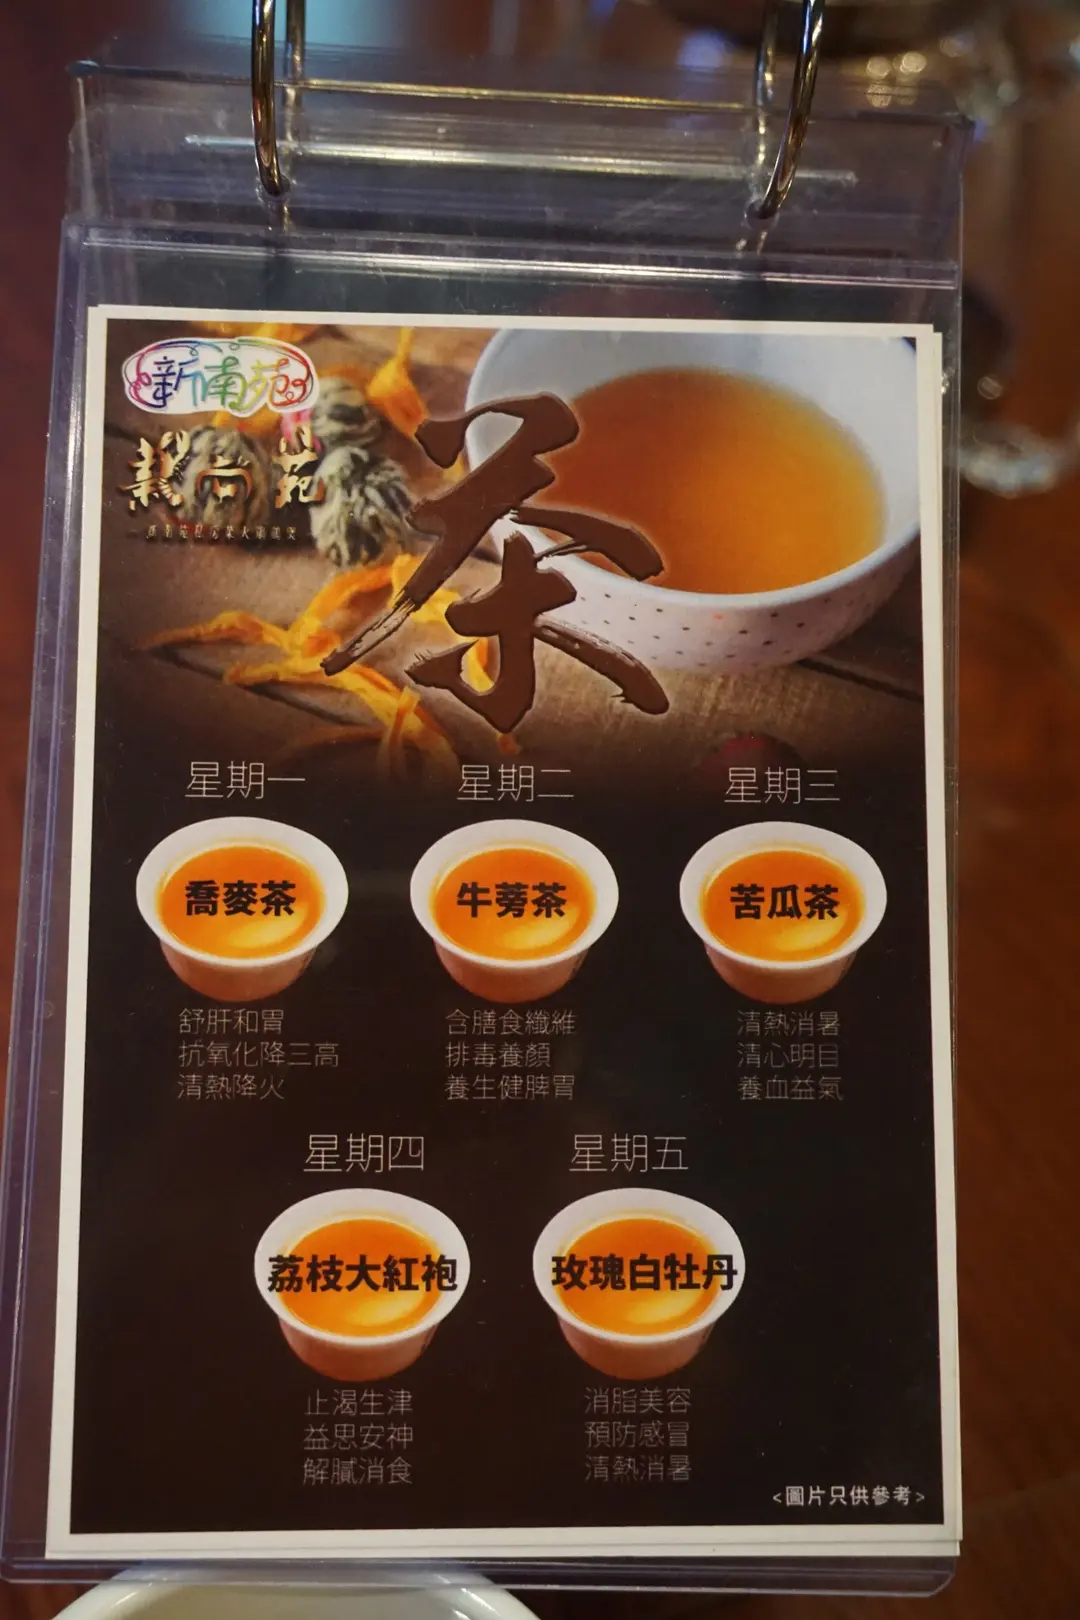 新南苑
茶
星期一
星期二
星期三
喬麥茶
牛蒡茶
苦瓜茶
舒肝和胃
抗氧化降三高
清熱降火
含膳食纖維
排毒養顏
養生健脾胃
清熱消暑
清心明目
養血益氣
星期四
星期五
荔枝大紅袍
玫瑰白牡丹
止渴生津
益思安神
解膩消食
消脂美容
預防感冒
清熱消暑
<圖片只供參考>